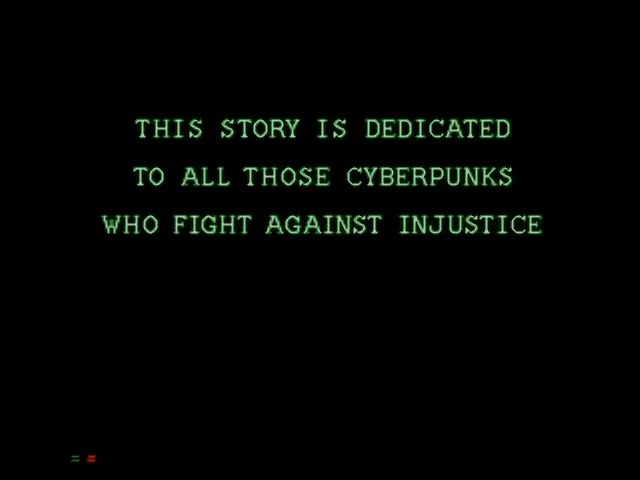 THIS STORY IS DEDICATED
TO ALL THOSE CYBERPUNKS
WHO FIGHT AGAINST INJUSTICE
= =